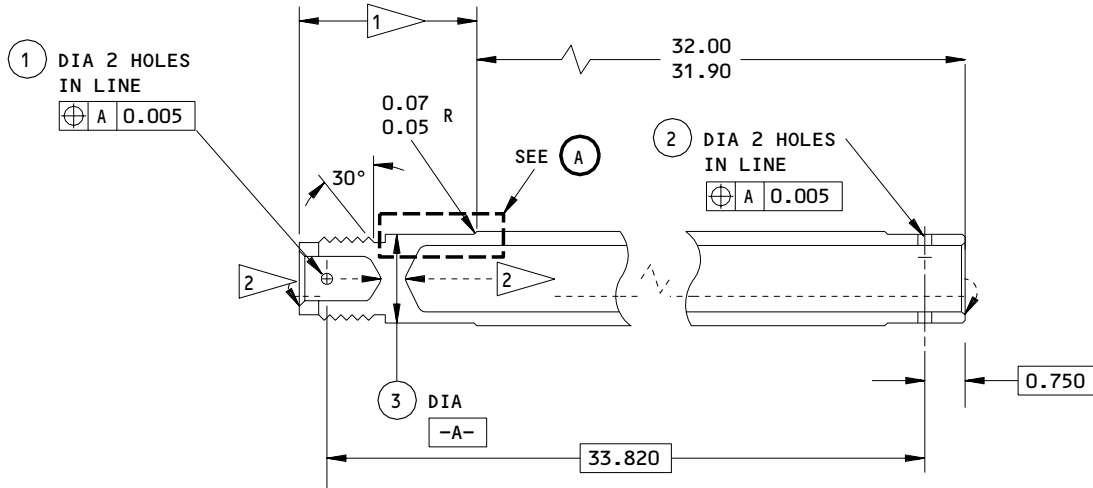 1
32.00
31.90
1 DIA 2 HOLES
IN LINE
⌖ A 0.005
0.07
0.05 R
SEE A
2 DIA 2 HOLES
IN LINE
⌖ A 0.005
30°
2
2
3 DIA
-A-
0.750
33.820